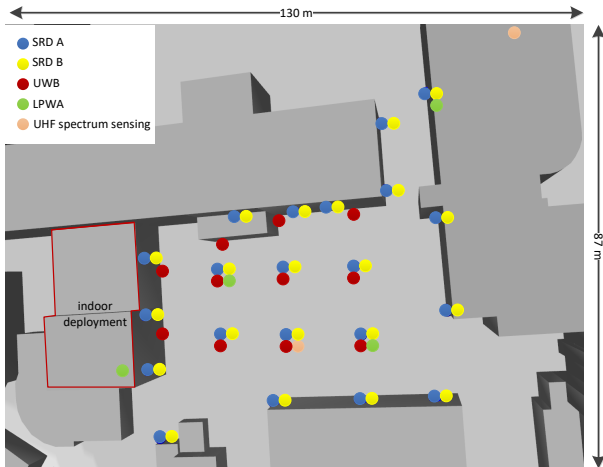 130 m
SRD A
SRD B
UWB
LPWA
UHF spectrum sensing
87 m
indoor
deployment